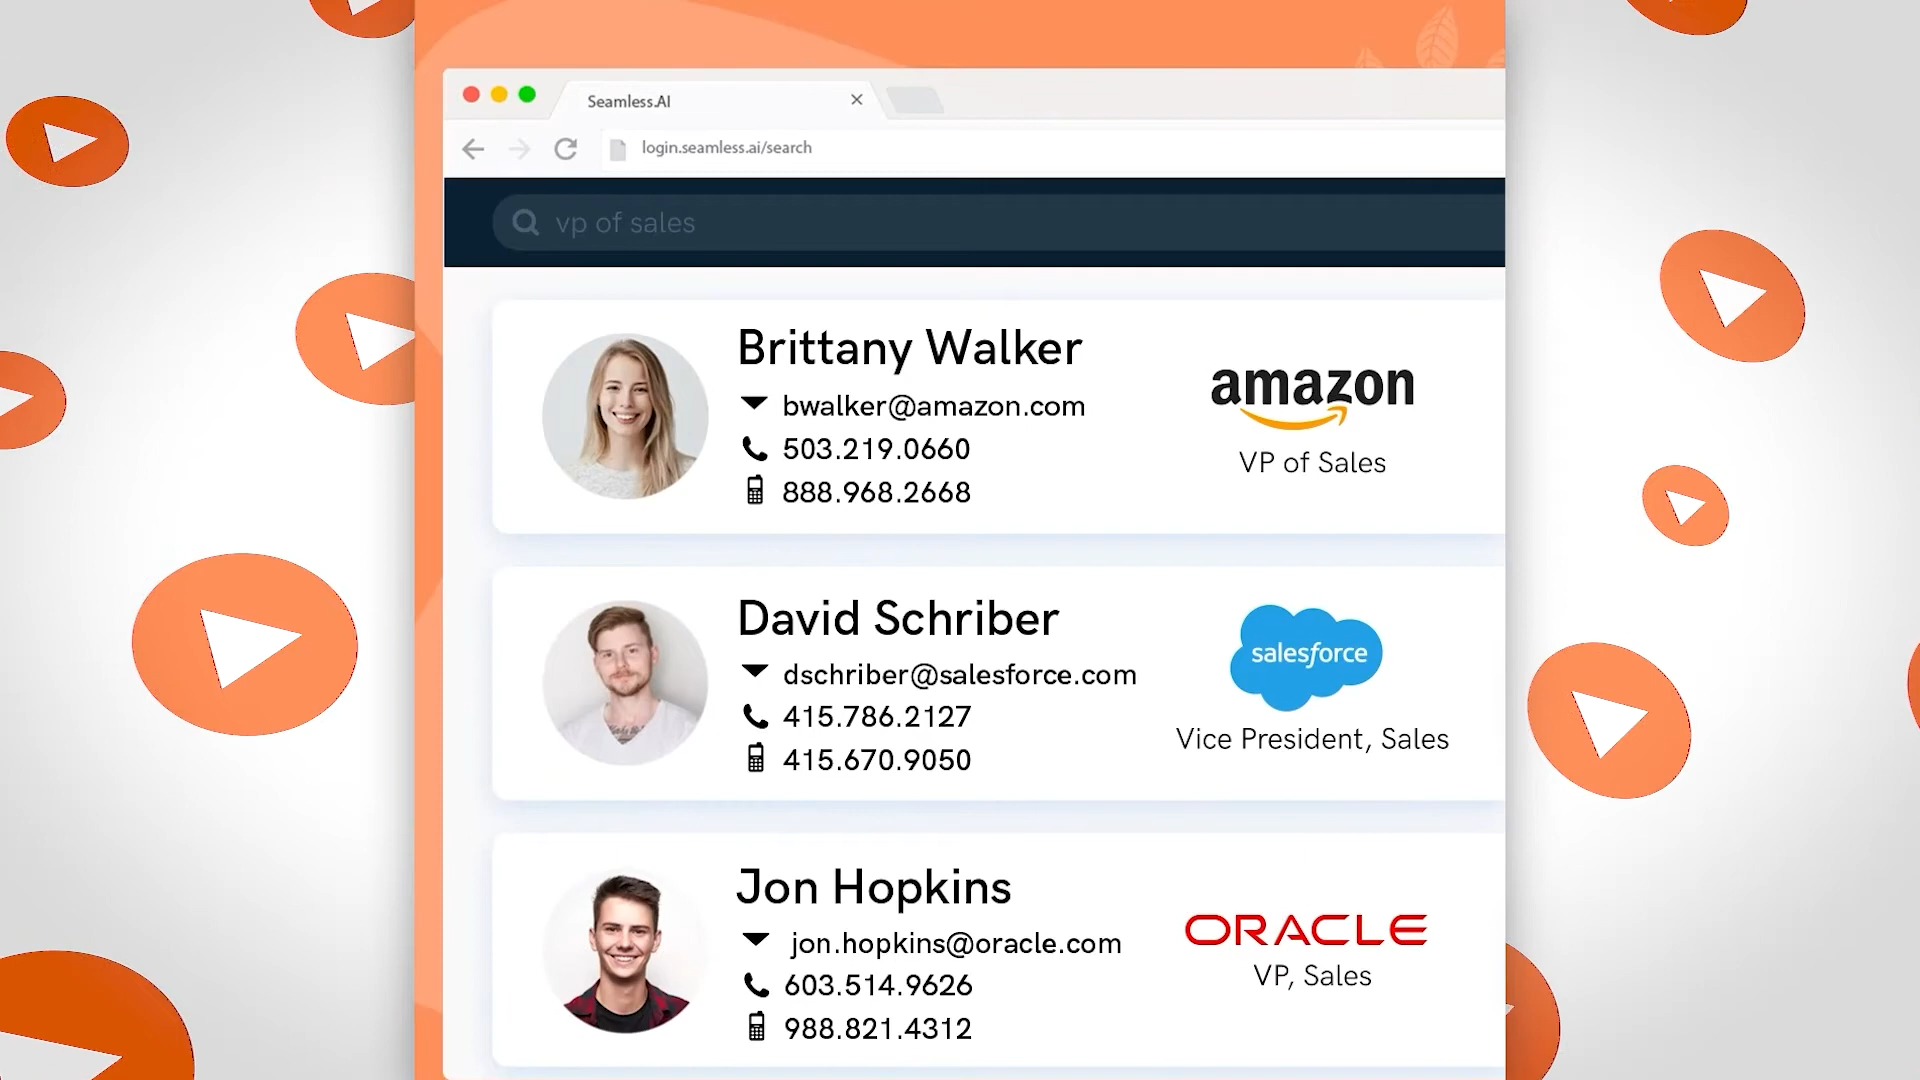 Seamless.AI
login.seamless.ai/search
vp of sales
Brittany Walker
bwalker@amazon.com
503.219.0660
888.968.2668
amazon
VP of Sales
David Schriber
dschriber@salesforce.com
415.786.2127
415.670.9050
salesforce
Vice President, Sales
Jon Hopkins
jon.hopkins@oracle.com
603.514.9626
988.821.4312
ORACLE
VP, Sales